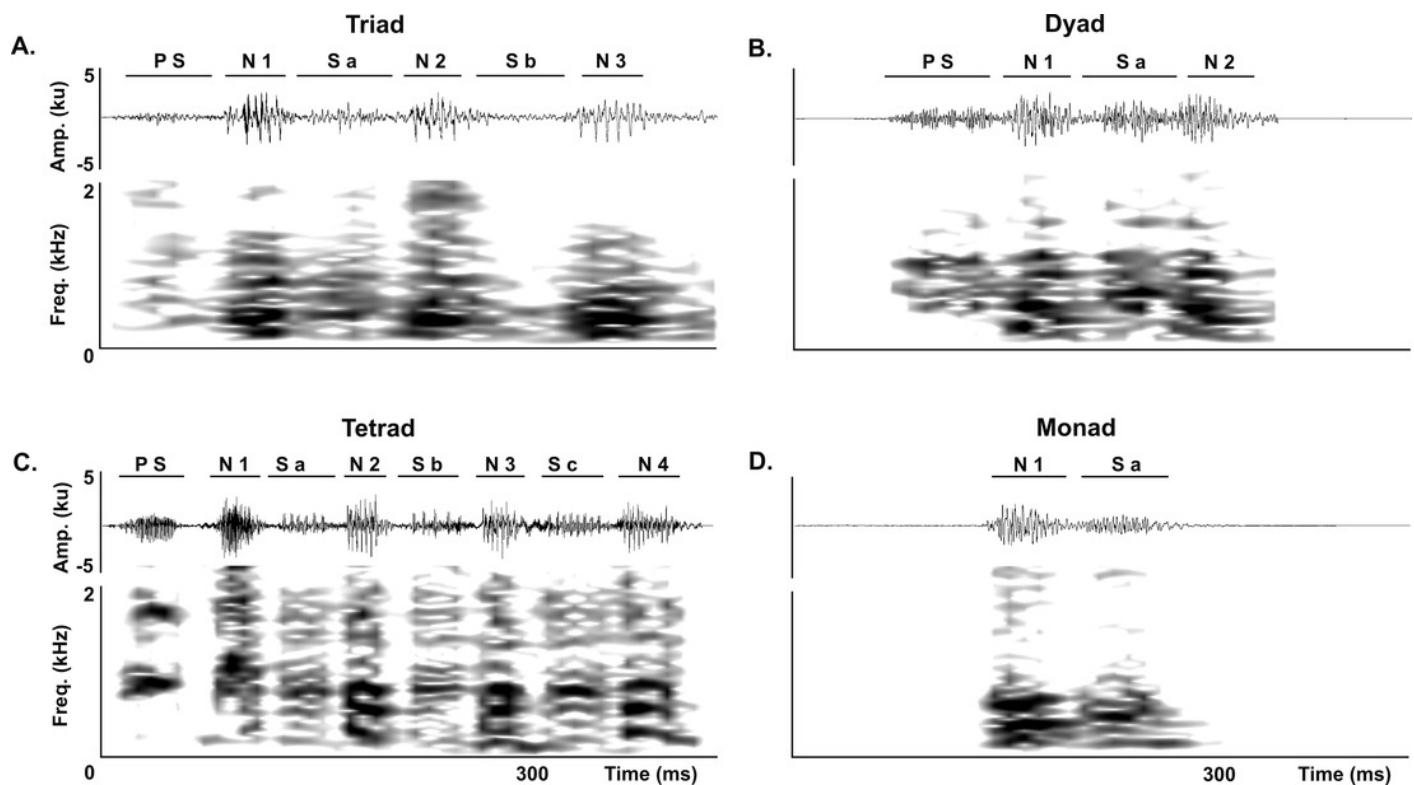 Triad
A.
P S N 1 S a N 2 S b N 3
5
Amp. (ku)
-5
2
Freq. (kHz)
0
Dyad
B.
P S N 1 S a N 2
Tetrad
C.
P S N 1 S a N 2 S b N 3 S c N 4
5
Amp. (ku)
-5
2
Freq. (kHz)
0 300 Time (ms)
Monad
D.
N 1 S a
300 Time (ms)